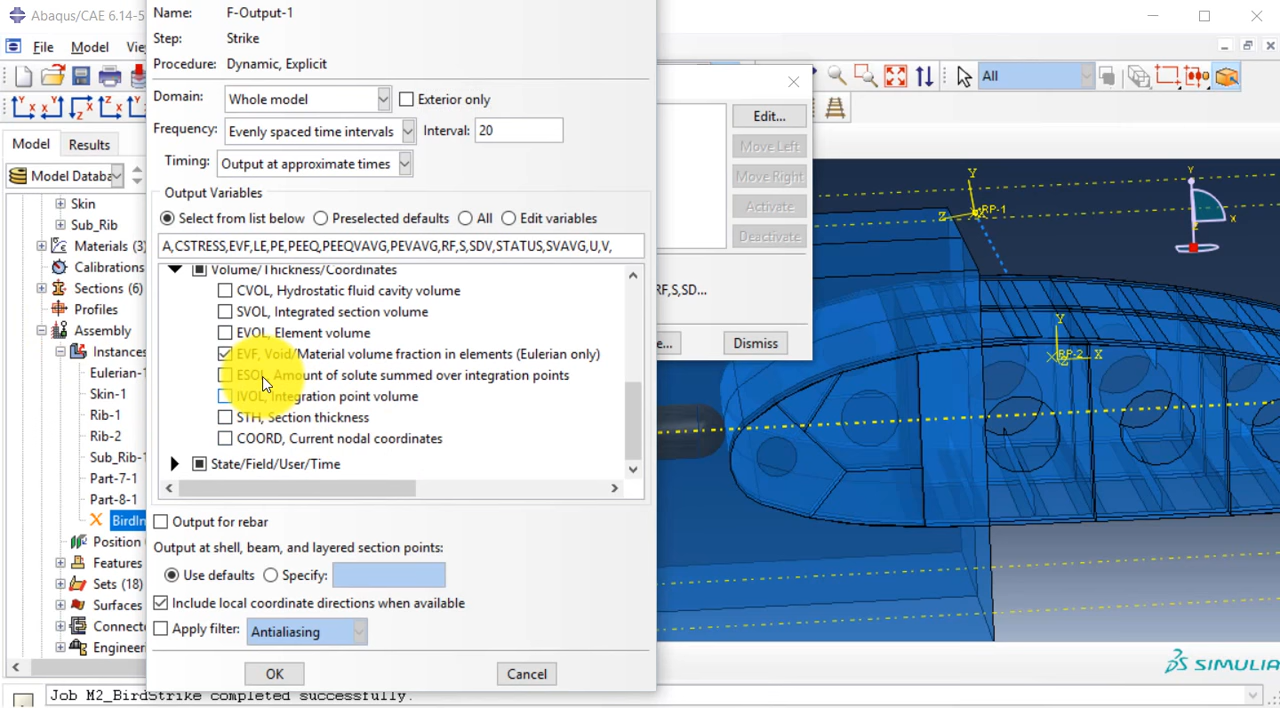 Abaqus/CAE 6.14-5
File Model Vie
Model Results
Model Databa
Skin
Sub_Rib
Materials (3)
Calibrations
Sections (6)
Profiles
Assembly
Instances
Eulerian-
Skin-1
Rib-1
Rib-2
Sub_Rib-
Part-7-1
Part-8-1
BirdIn
Position
Features
Sets (18)
Surfaces
Connect
Engineer
Name: F-Output-1
Step: Strike
Procedure: Dynamic, Explicit
Domain: Whole model Exterior only
Frequency: Evenly spaced time intervals Interval: 20
Timing: Output at approximate times
Output Variables
Select from list below Preselected defaults All Edit variables
A,CSTRESS,EVF,LE,PE,PEEQ,PEEQVAVG,PEVAVG,RF,S,SDV,STATUS,SVAVG,U,V,
Volume/Thickness/Coordinates
CVOL, Hydrostatic fluid cavity volume
SVOL, Integrated section volume
EVOL, Element volume
EVF, Void/Material volume fraction in elements (Eulerian only)
ESOL, Amount of solute summed over integration points
IVOL, Integration point volume
STH, Section thickness
COORD, Current nodal coordinates
State/Field/User/Time
Output for rebar
Output at shell, beam, and layered section points:
Use defaults Specify:
Include local coordinate directions when available
Apply filter: Antialiasing
OK Cancel
Edit...
Move Left
Move Right
Activate
Deactivate
RF,S,SD...
e... Dismiss
All
Y
Z
RP-1
Y
X
Z
Y
RP-2 X
Z
SIMULIA
Job M2_BirdStrike completed successfully.